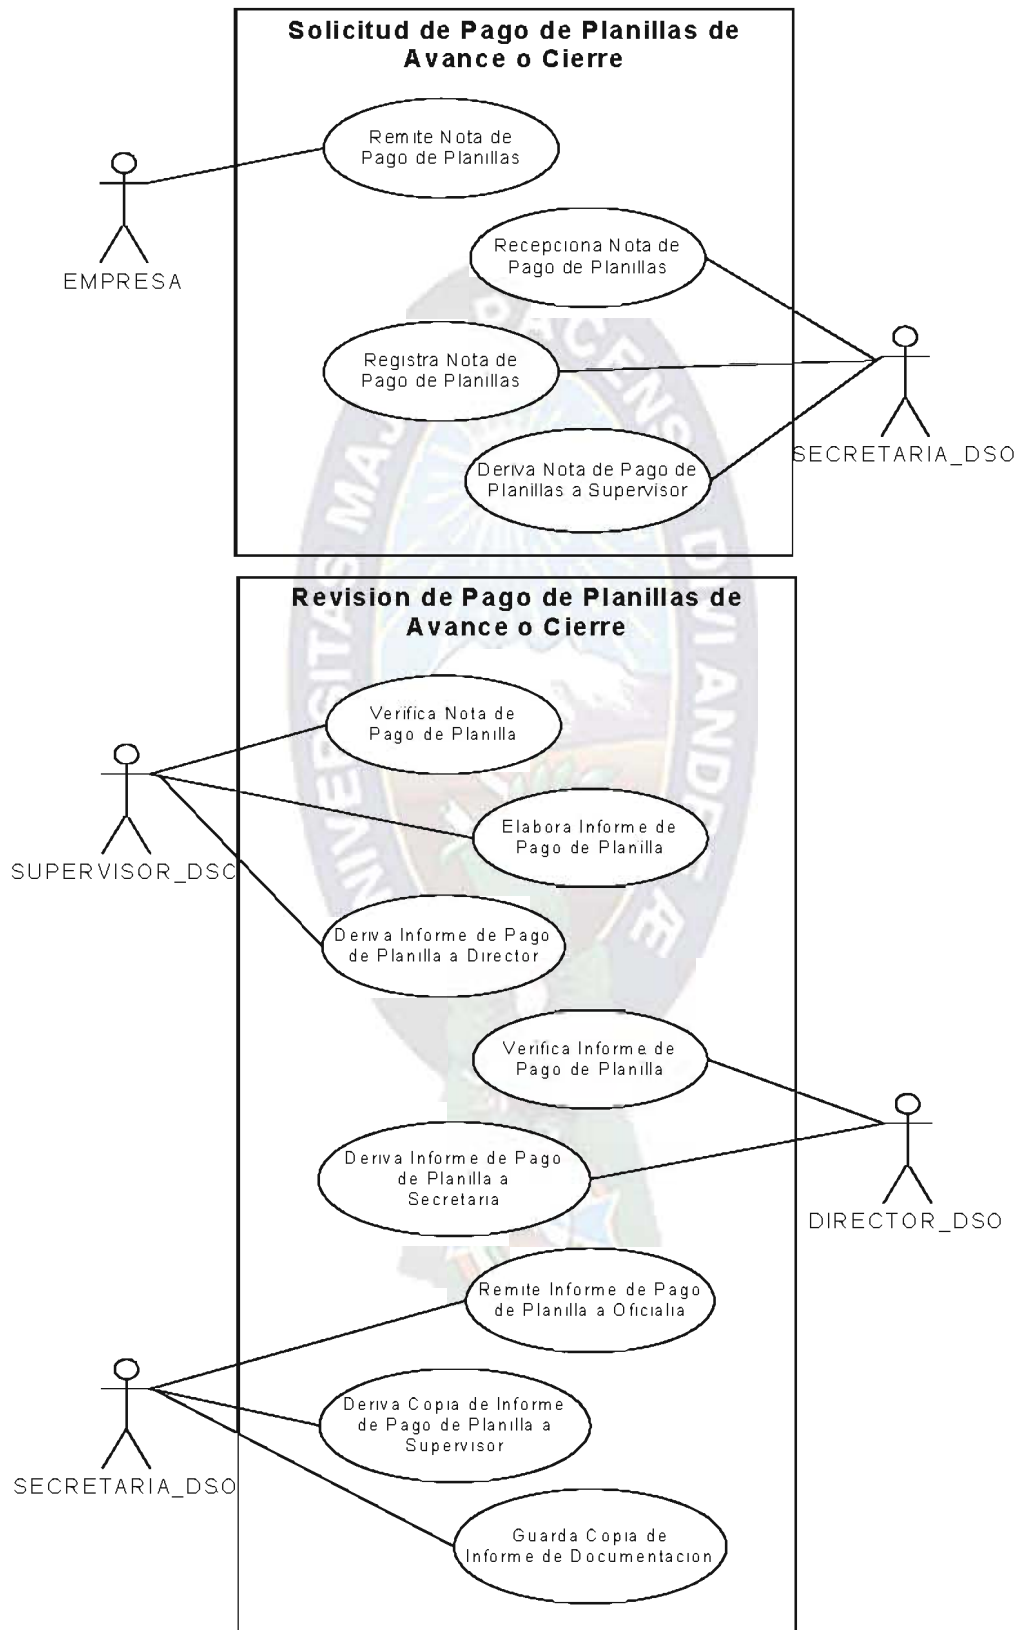 Solicitud de Pago de Planillas de
Avance o Cierre
Remite Nota de
Pago de Planillas
EMPRESA
Recepciona Nota de
Pago de Planillas
Registra Nota de
Pago de Planillas
SECRETARIA_DSO
Deriva Nota de Pago de
Planillas a Supervisor
Revision de Pago de Planillas de
Avance o Cierre
Verifica Nota de
Pago de Planilla
SUPERVISOR_DSO
Elabora Informe de
Pago de Planilla
Deriva Informe de Pago
de Planilla a Director
Verifica Informe de
Pago de Planilla
Deriva Informe de Pago
de Planilla a
Secretaria
DIRECTOR_DSO
Remite Informe de Pago
de Planilla a Oficialia
Deriva Copia de Informe
de Pago de Planilla a
Supervisor
SECRETARIA_DSO
Guarda Copia de
Informe de Documentacion
UNIVERSITAS MAJ
PACENS DIVI ANDE Æ